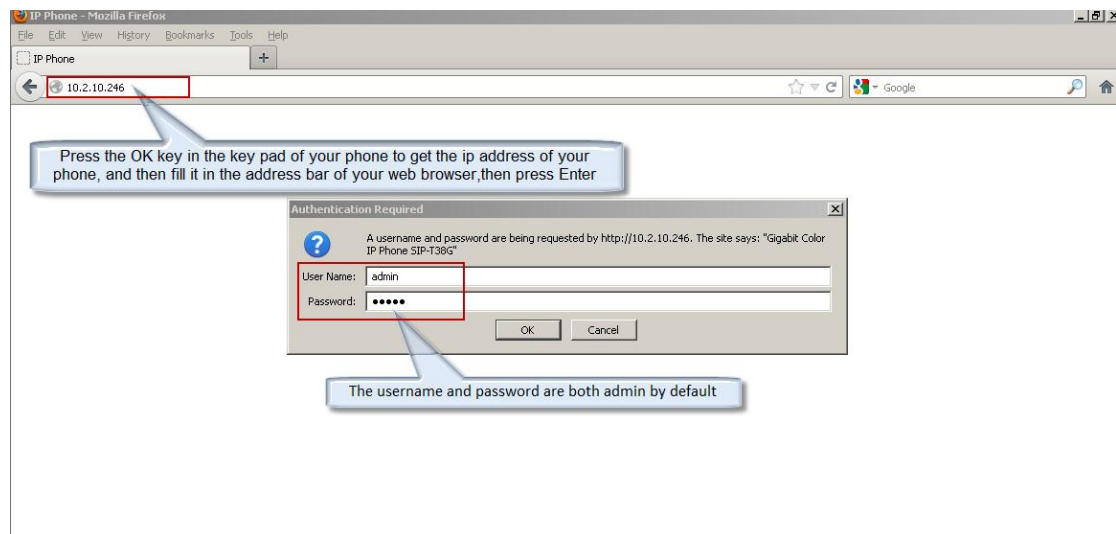 IP Phone - Mozilla Firefox
File Edit View History Bookmarks Tools Help
IP Phone +
10.2.10.246 Google
Press the OK key in the key pad of your phone to get the ip address of your
phone, and then fill it in the address bar of your web browser,then press Enter
Authentication Required
A username and password are being requested by http://10.2.10.246. The site says: "Gigabit Color
IP Phone SIP-T38G"
User Name: admin
Password: •••••
OK Cancel
The username and password are both admin by default